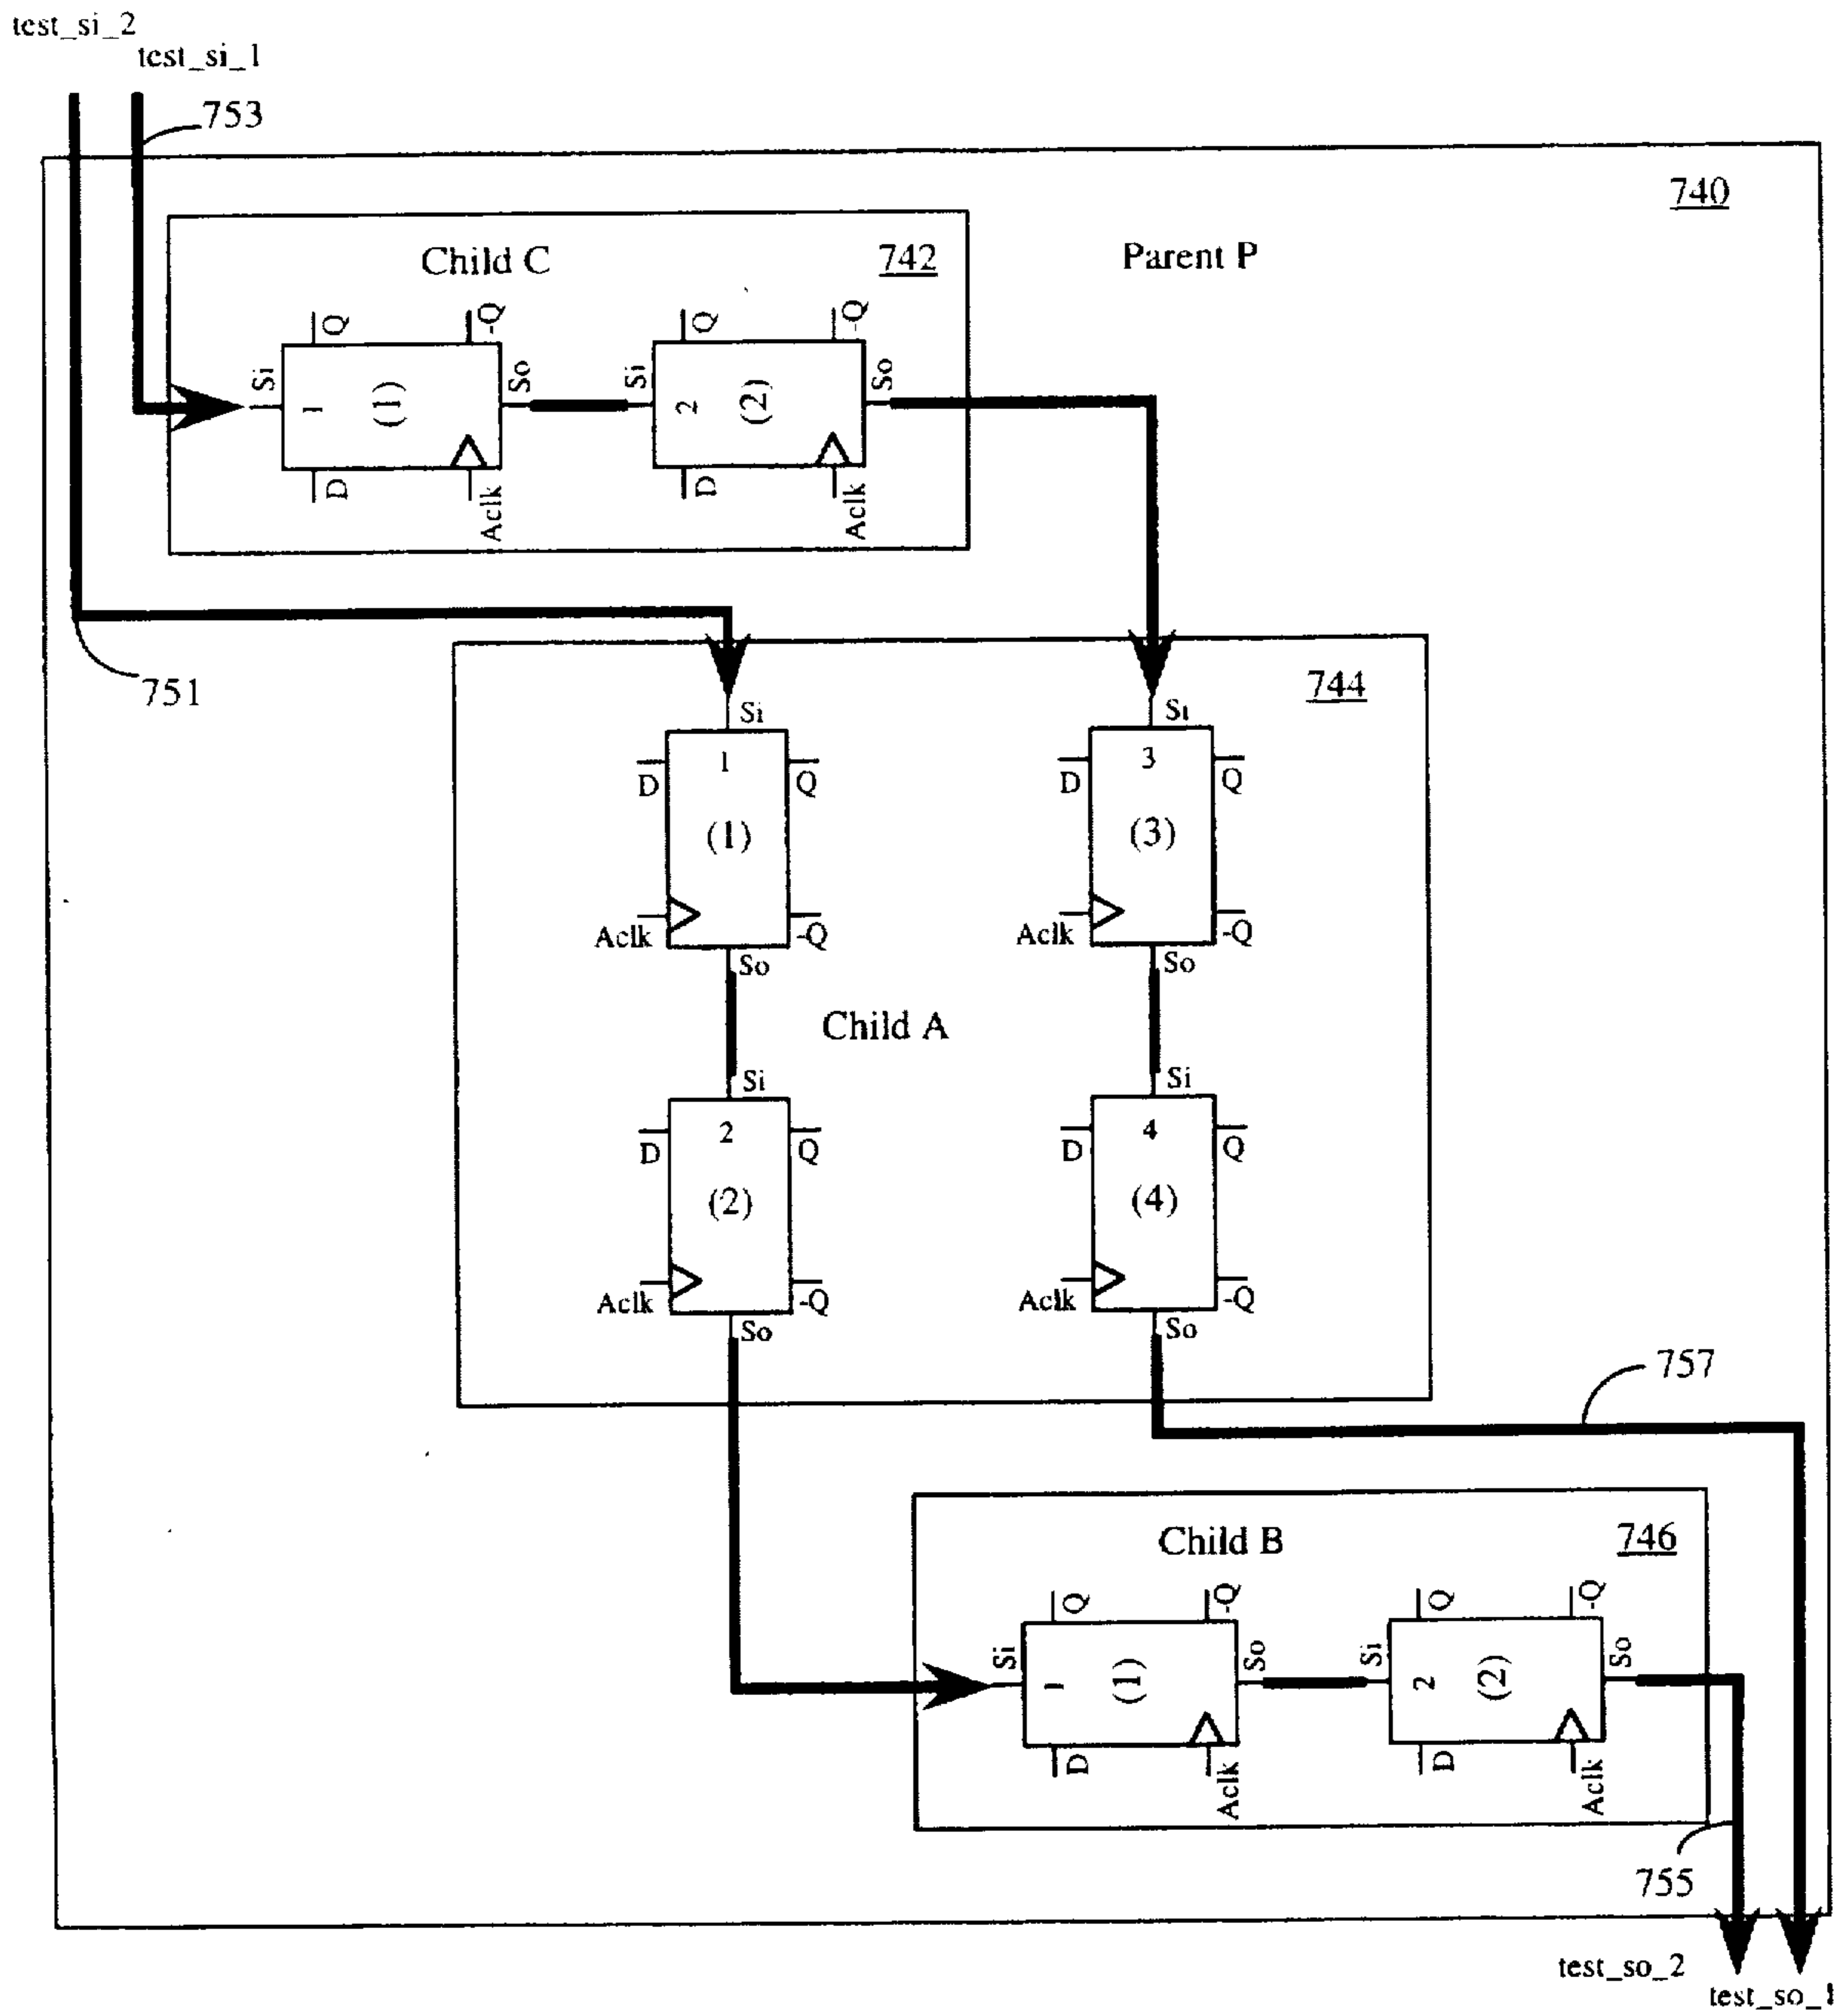 test_si_2
test_si_1
753
740
Child C
742
Parent P
Q
-Q
Q
-Q
Si
1
(1)
So
Si
2
(2)
So
D
Aclk
D
Aclk
751
744
Si
Si
1
3
D
Q
D
Q
(1)
(3)
Aclk
-Q
Aclk
-Q
So
So
Child A
Si
Si
2
4
D
Q
D
Q
(2)
(4)
Aclk
-Q
Aclk
-Q
So
So
757
Child B
746
Q
-Q
Q
-Q
Si
1
(1)
So
Si
2
(2)
So
D
Aclk
D
Aclk
755
test_so_2
test_so_1